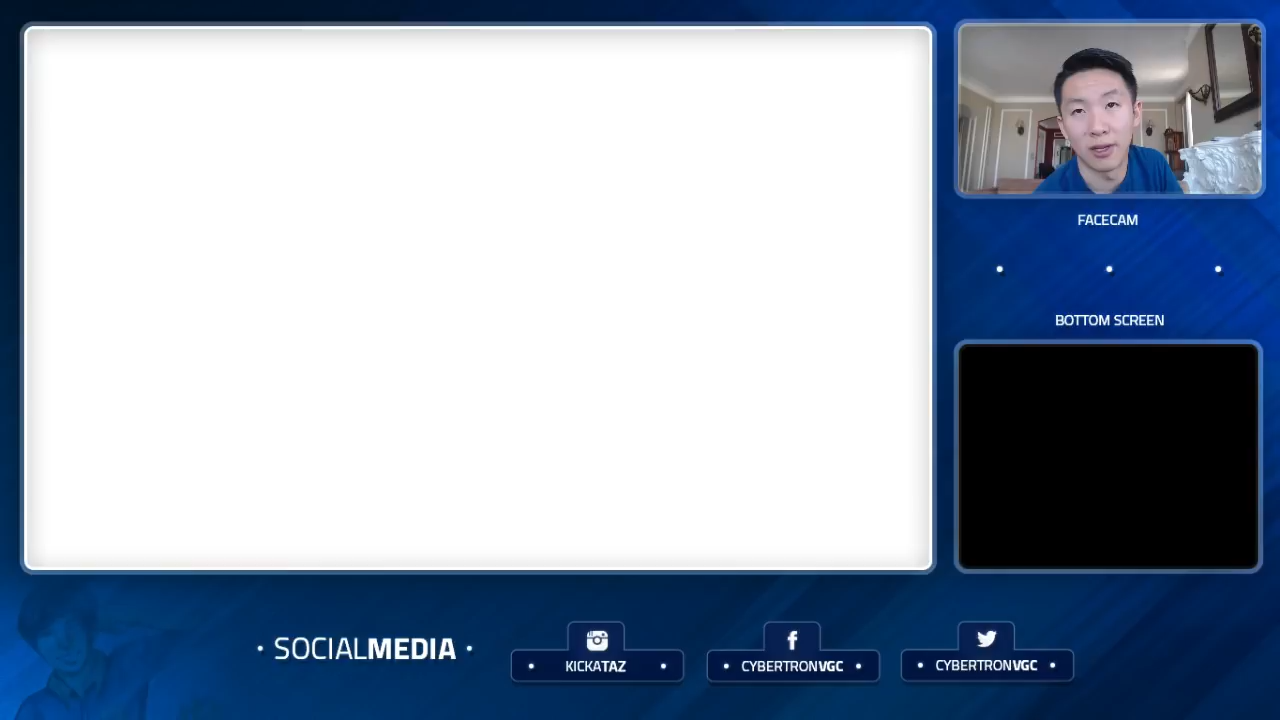 FACECAM
BOTTOM SCREEN
SOCIALMEDIA
KICKATAZ
CYBERTRONVGC
CYBERTRONVGC